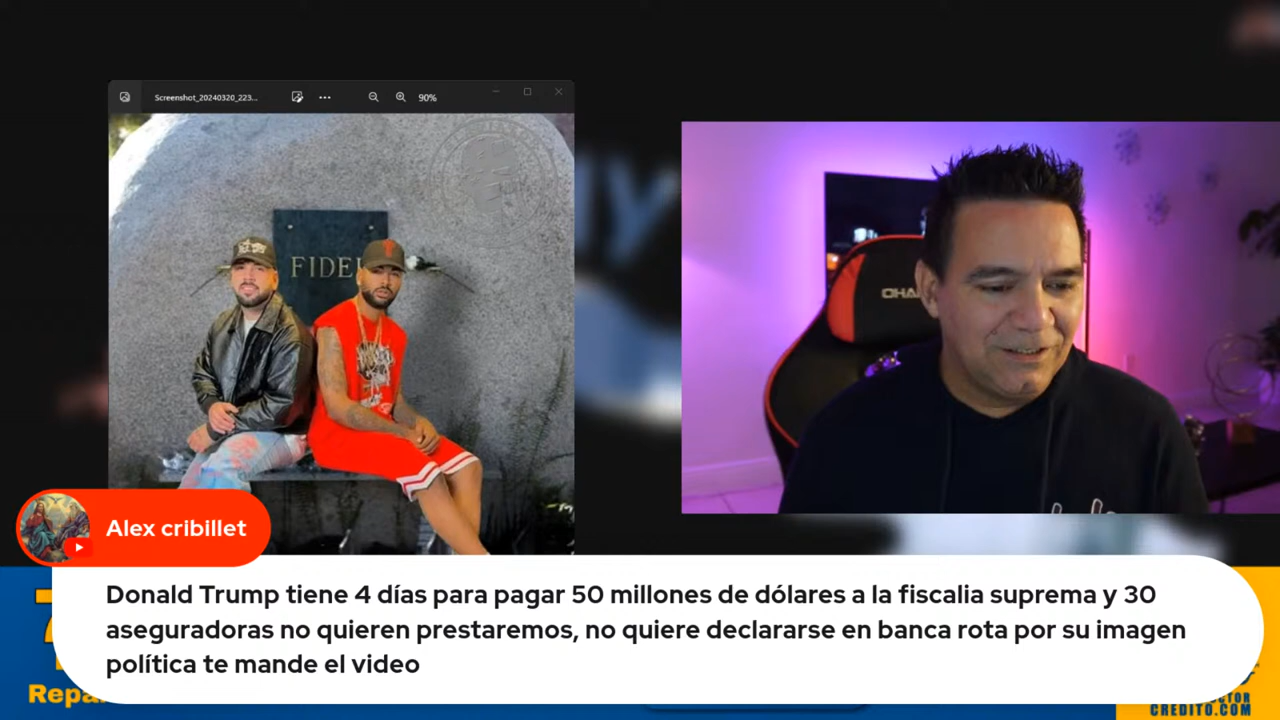 Screenshot_20240320_223...
90%
FIDEL
Alex cribillet
Donald Trump tiene 4 días para pagar 50 millones de dólares a la fiscalia suprema y 30
aseguradoras no quieren prestaremos, no quiere declararse en banca rota por su imagen
política te mande el video
CREDITO.COM